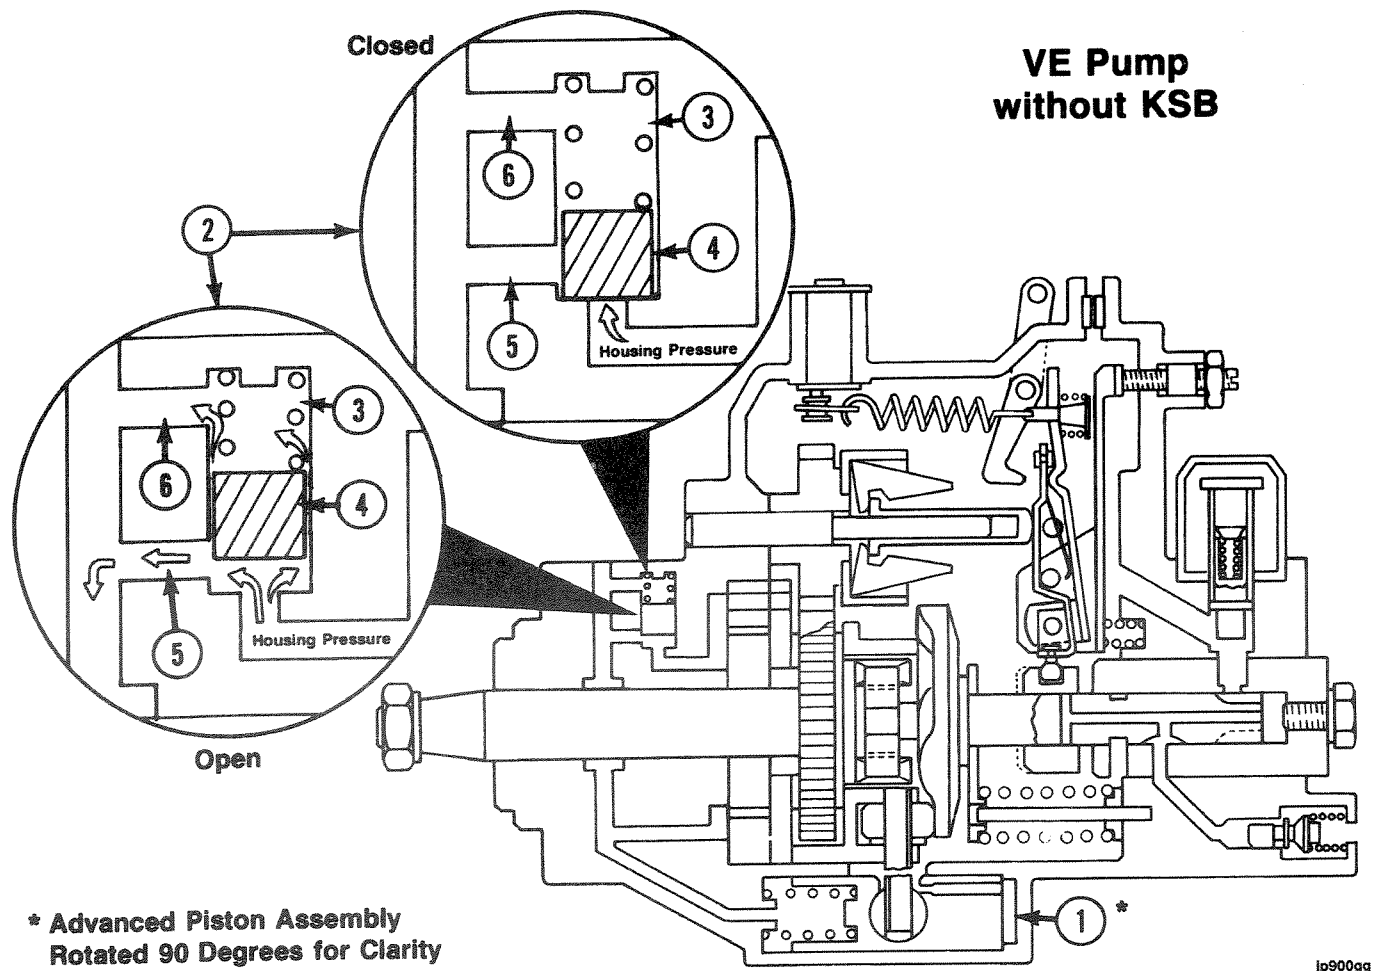 Closed
VE Pump
without KSB
3
6
2
4
5
Housing Pressure
3
6
4
5
Housing Pressure
Open
* Advanced Piston Assembly
Rotated 90 Degrees for Clarity
1 *
ip900gg